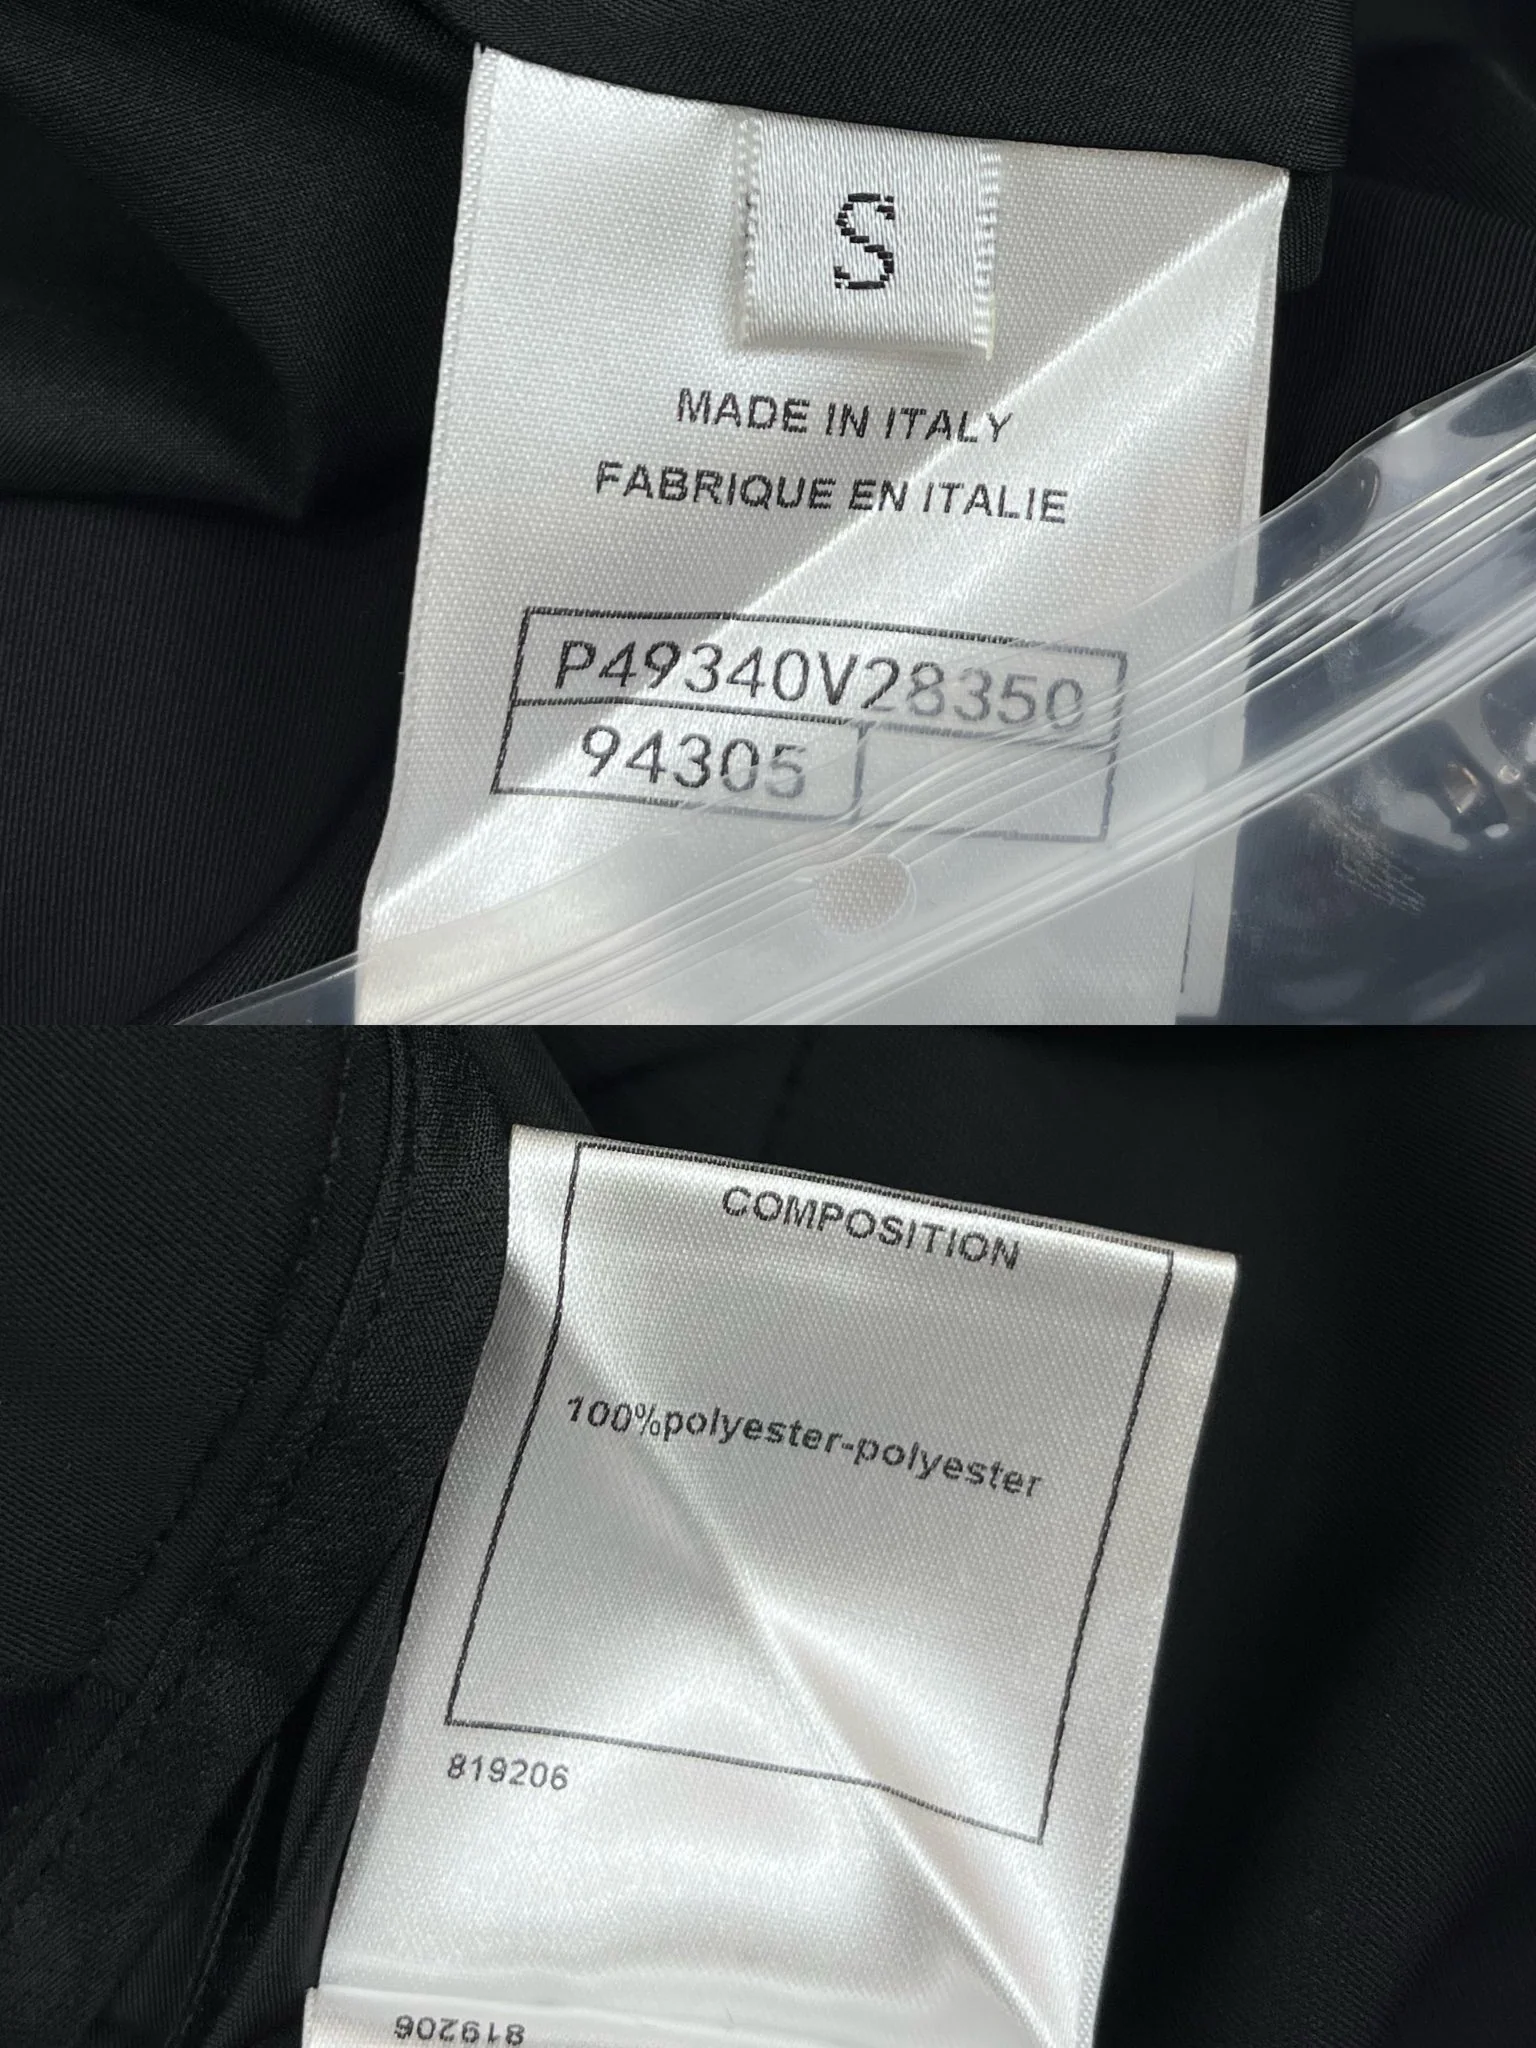 S
MADE IN ITALY
FABRIQUE EN ITALIE
P49340V28350
94305
COMPOSITION
100%polyester-polyester
819206
819206